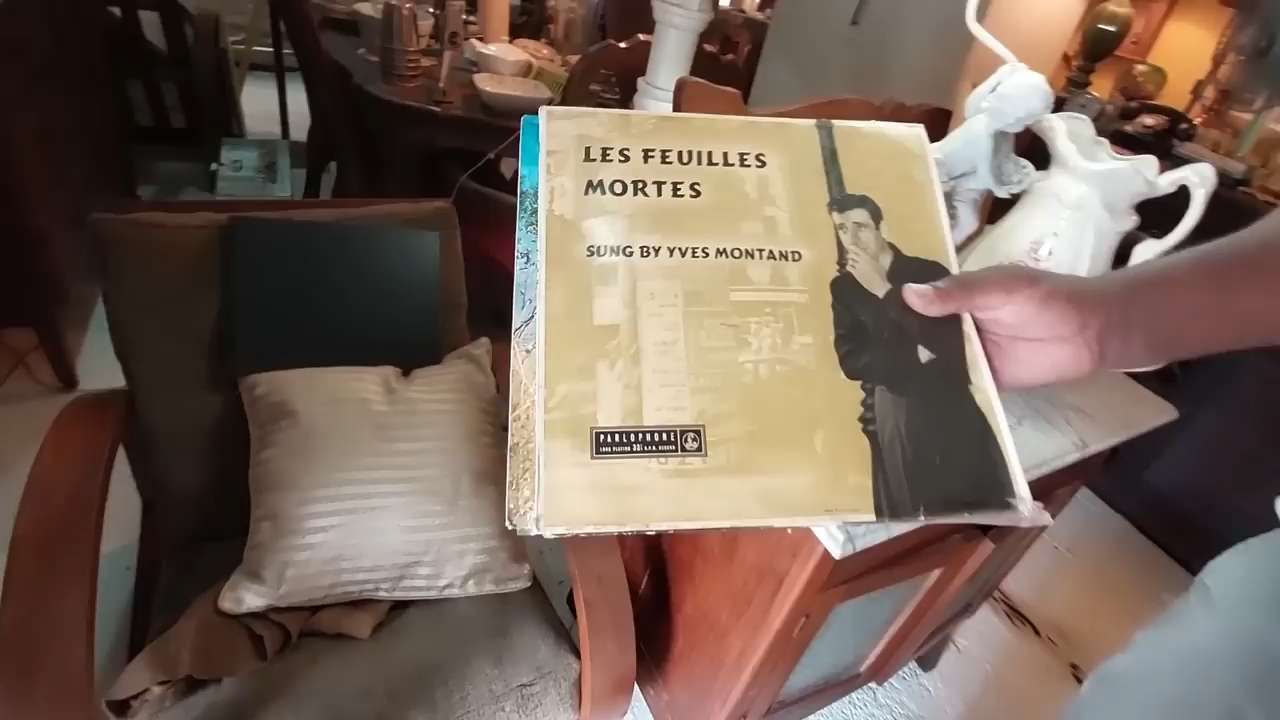 LES FEUILLES
MORTES
SUNG BY YVES MONTAND
PARLOPHONE
LONG PLAYING 33⅓ R.P.M. RECORD